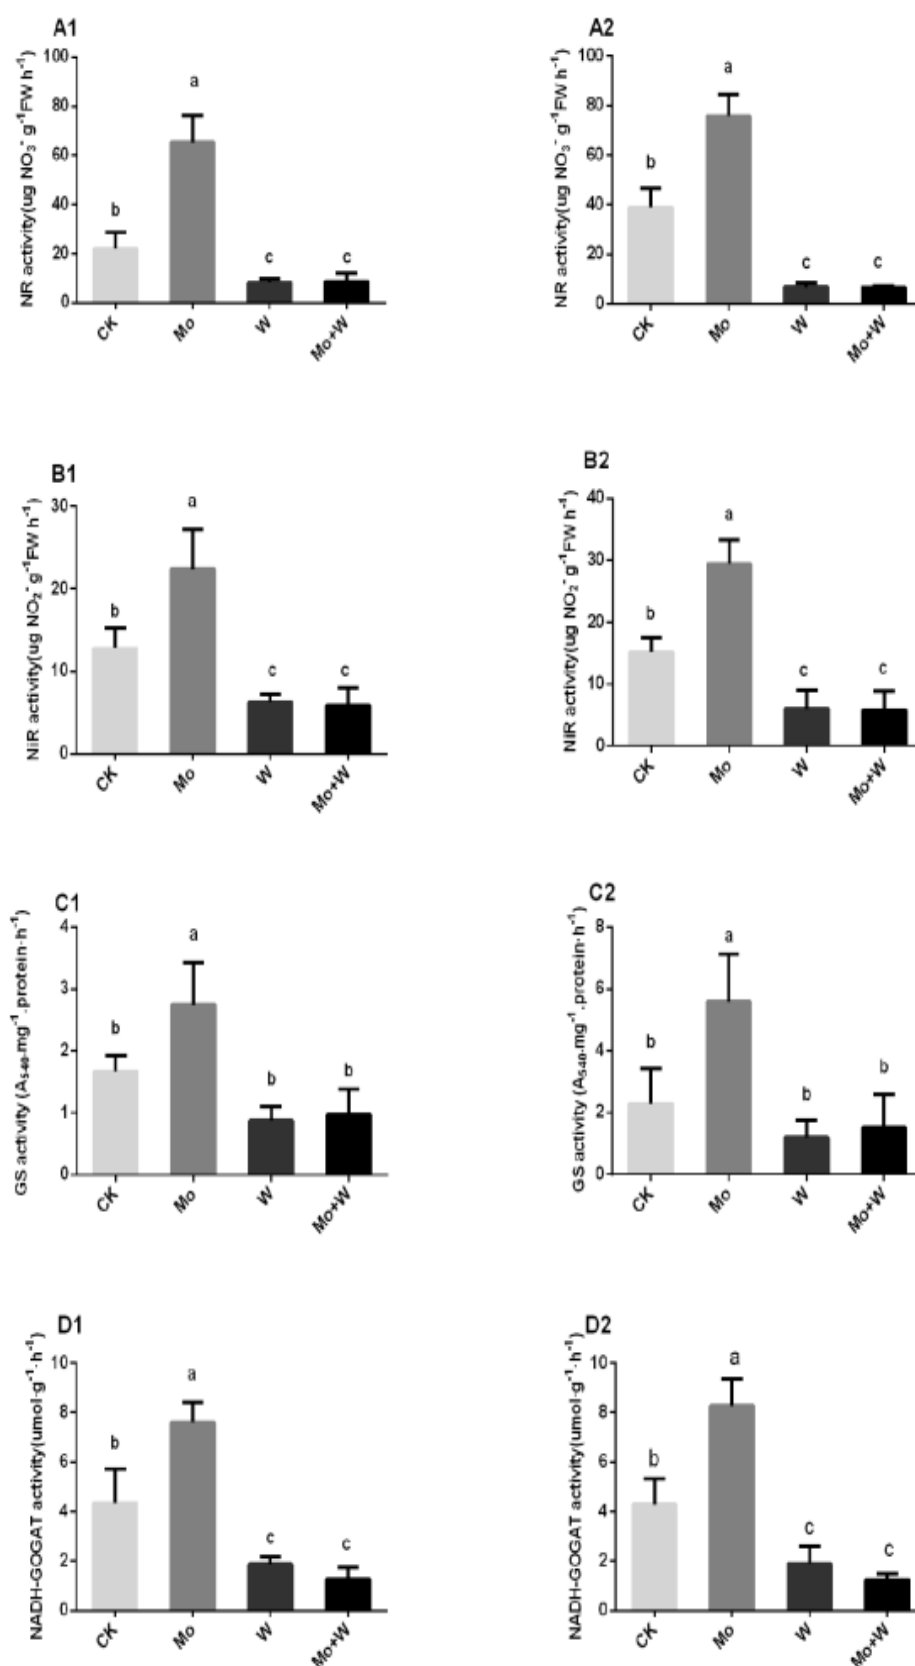 A1
NR activity(ug NO₃⁻ g⁻¹FW h⁻¹)
100
80
60
40
20
0
b
a
c
c
CK
Mo
W
Mo+W
A2
NR activity(ug NO₃⁻ g⁻¹FW h⁻¹)
100
80
60
40
20
0
b
a
c
c
CK
Mo
W
Mo+W
B1
NiR activity(ug NO₂⁻ g⁻¹FW h⁻¹)
30
20
10
0
b
a
c
c
CK
Mo
W
Mo+W
B2
NiR activity(ug NO₂⁻ g⁻¹FW h⁻¹)
40
30
20
10
0
b
a
c
c
CK
Mo
W
Mo+W
C1
GS activity (A₅₄₀·mg⁻¹·protein·h⁻¹)
4
3
2
1
0
b
a
b
b
CK
Mo
W
Mo+W
C2
GS activity (A₅₄₀·mg⁻¹·protein·h⁻¹)
8
6
4
2
0
b
a
b
b
CK
Mo
W
Mo+W
D1
NADH-GOGAT activity(umol·g⁻¹·h⁻¹)
10
8
6
4
2
0
b
a
c
c
CK
Mo
W
Mo+W
D2
NADH-GOGAT activity(umol·g⁻¹·h⁻¹)
10
8
6
4
2
0
b
a
c
c
CK
Mo
W
Mo+W